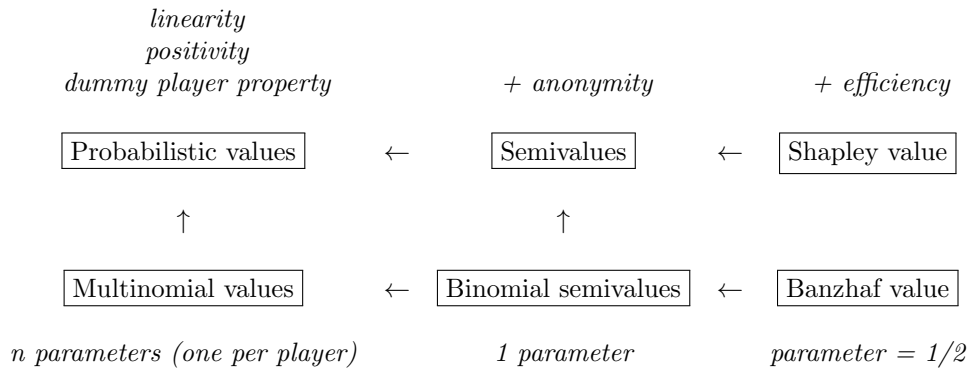 linearity
positivity
dummy player property + anonymity + efficiency
Probabilistic values ← Semivalues ← Shapley value
↑ ↑
Multinomial values ← Binomial semivalues ← Banzhaf value
n parameters (one per player) 1 parameter parameter = 1/2